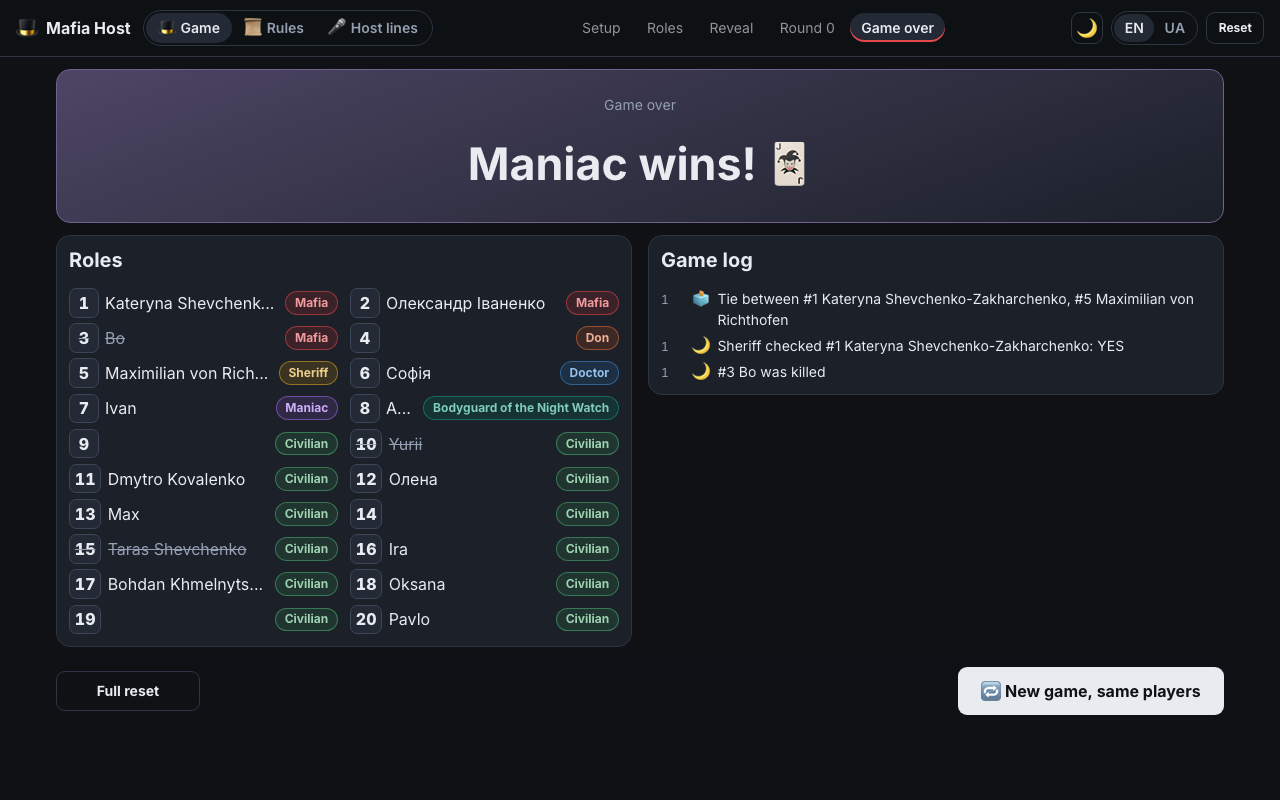 Mafia Host
Game
Rules
Host lines
Setup
Roles
Reveal
Round 0
Game over
EN
UA
Reset
Game over
Maniac wins!
Roles
1 Kateryna Shevchenk... Mafia
2 Олександр Іваненко Mafia
3 Bo Mafia
4 Don
5 Maximilian von Rich... Sheriff
6 Софія Doctor
7 Ivan Maniac
8 A... Bodyguard of the Night Watch
9 Civilian
10 Yurii Civilian
11 Dmytro Kovalenko Civilian
12 Олена Civilian
13 Max Civilian
14 Civilian
15 Taras Shevchenko Civilian
16 Ira Civilian
17 Bohdan Khmelnyts... Civilian
18 Oksana Civilian
19 Civilian
20 Pavlo Civilian
Game log
1 Tie between #1 Kateryna Shevchenko-Zakharchenko, #5 Maximilian von
Richthofen
1 Sheriff checked #1 Kateryna Shevchenko-Zakharchenko: YES
1 #3 Bo was killed
Full reset
New game, same players